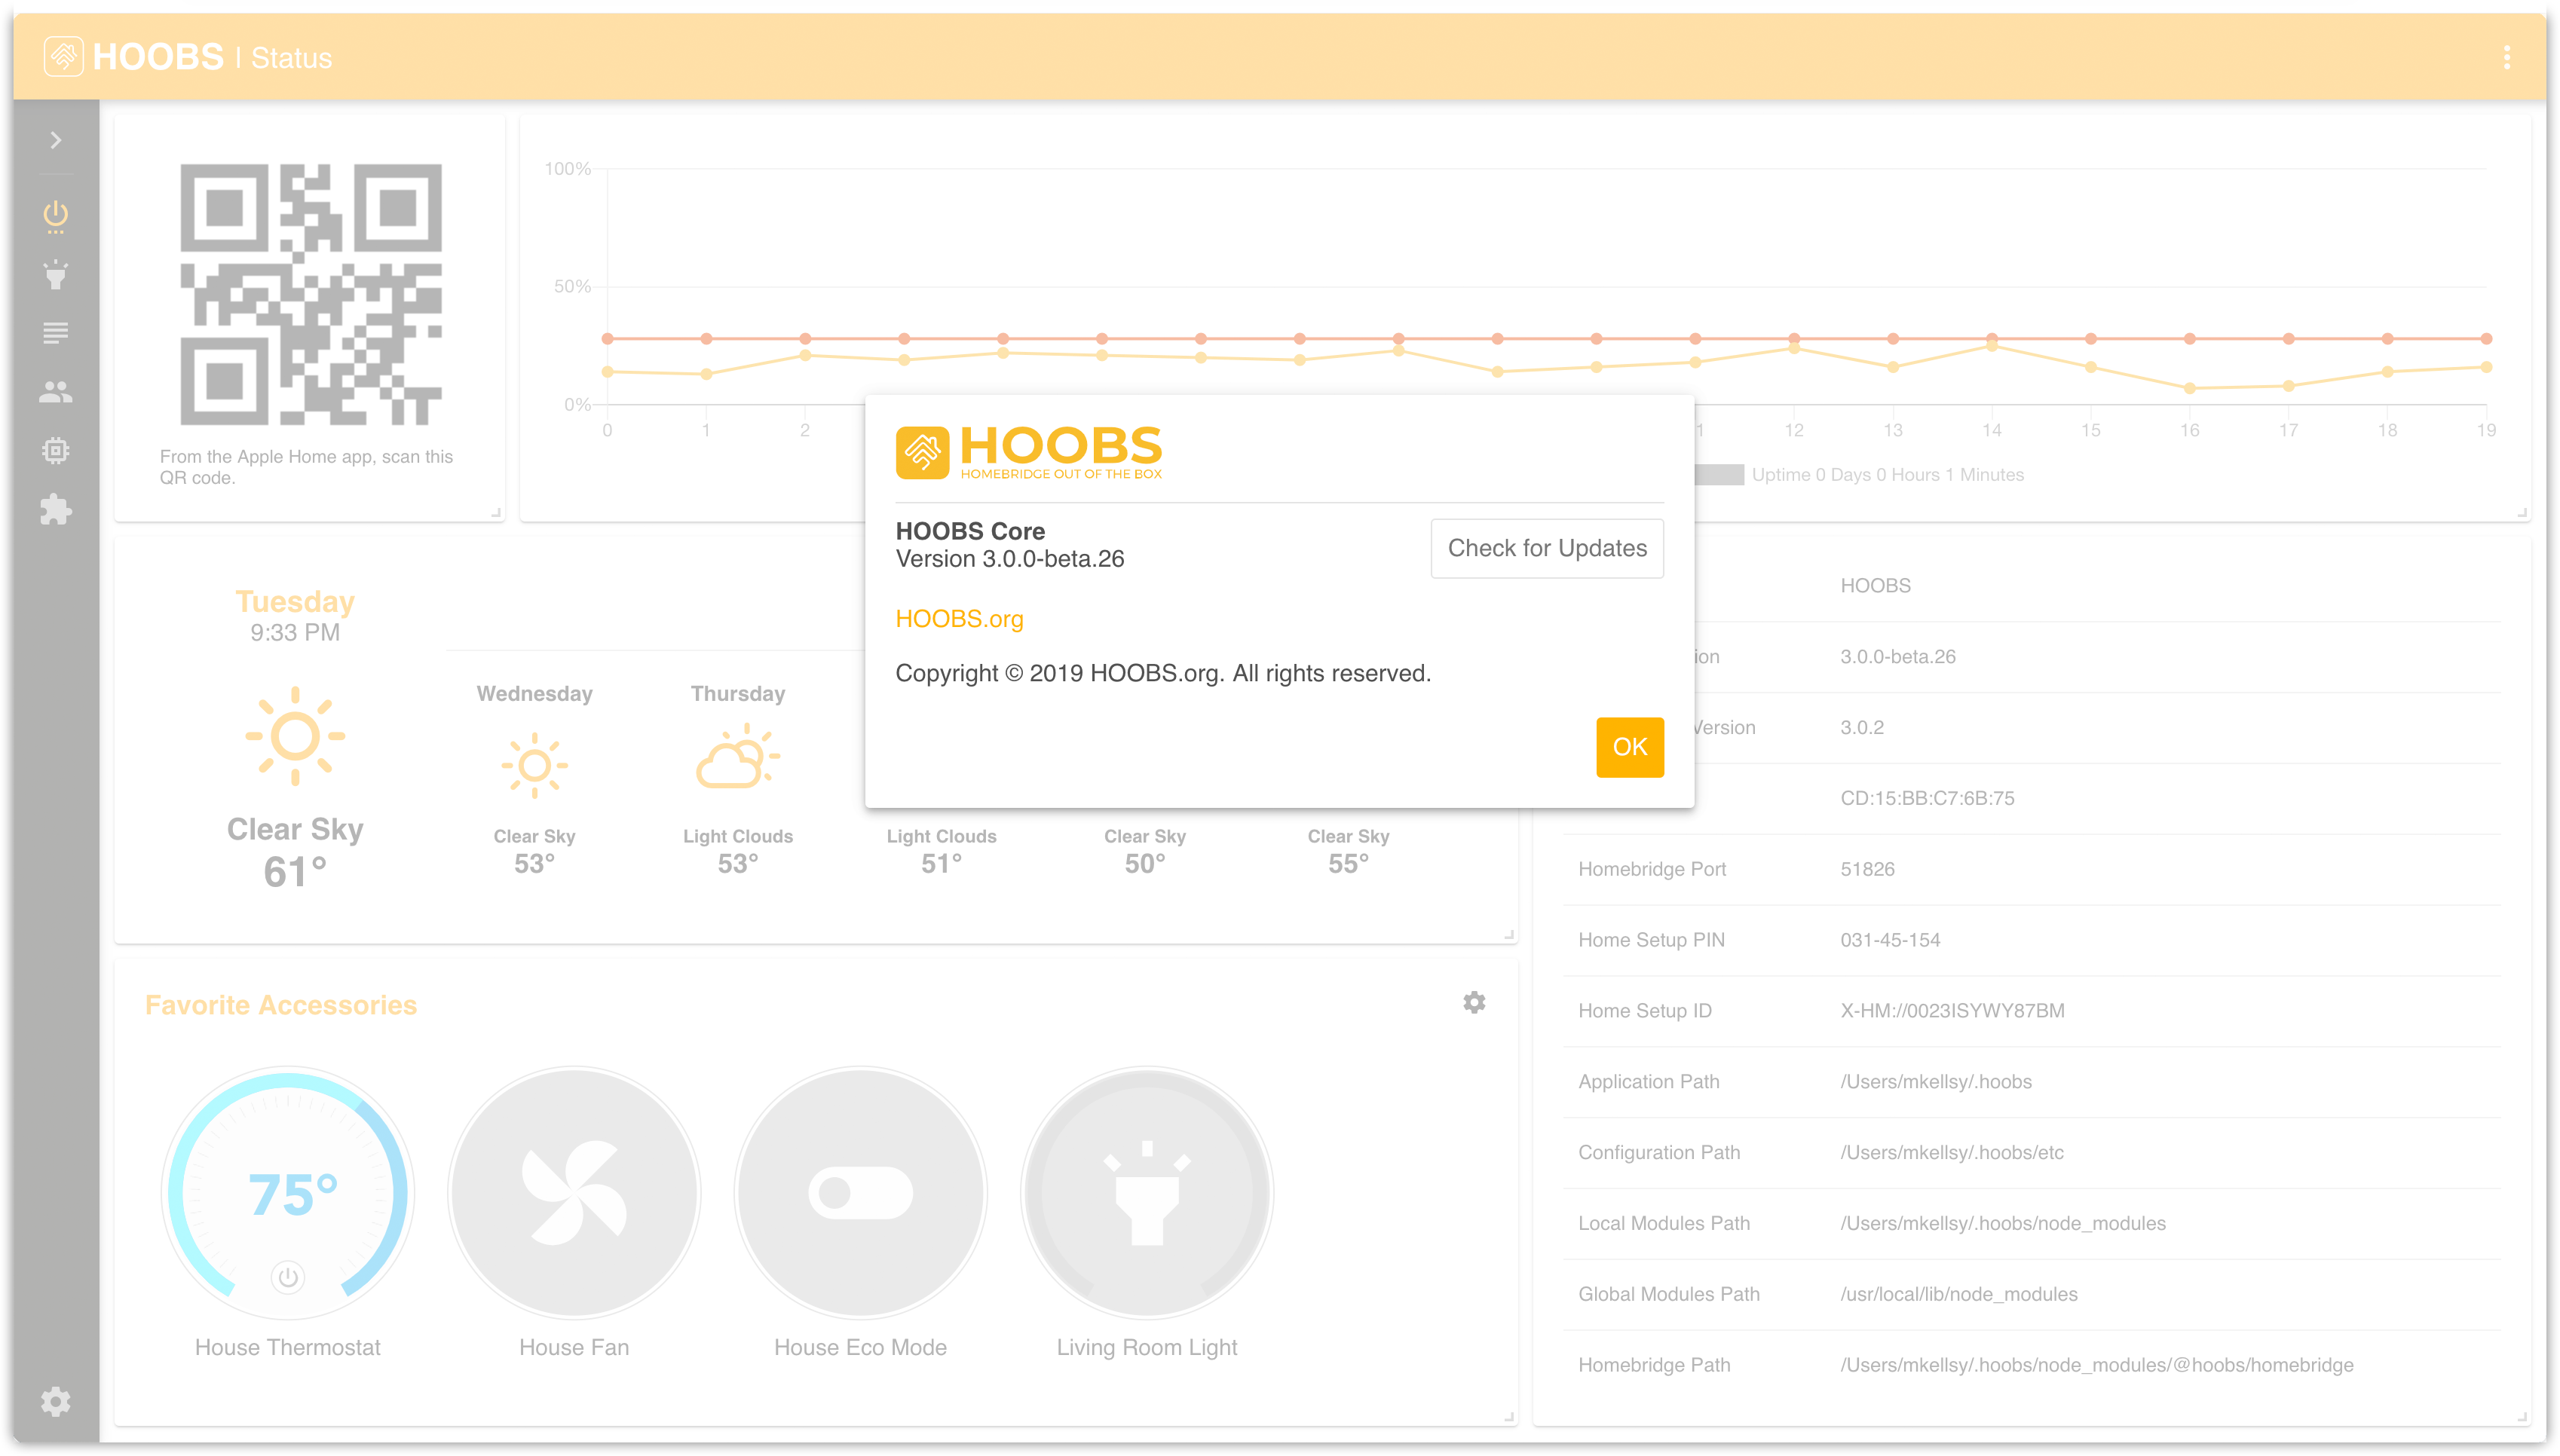 HOOBS | Status
From the Apple Home app, scan this
QR code.
100%
50%
0%
0 1 2 12 13 14 15 16 17 18 19
Uptime 0 Days 0 Hours 1 Minutes
HOOBS
HOMEBRIDGE OUT OF THE BOX
HOOBS Core
Version 3.0.0-beta.26
Check for Updates
HOOBS.org
Copyright © 2019 HOOBS.org. All rights reserved.
OK
Tuesday
9:33 PM
Clear Sky
61°
Wednesday
Clear Sky
53°
Thursday
Light Clouds
53°
Light Clouds
51°
Clear Sky
50°
Clear Sky
55°
HOOBS
3.0.0-beta.26
Version 3.0.2
CD:15:BB:C7:6B:75
Homebridge Port 51826
Home Setup PIN 031-45-154
Home Setup ID X-HM://0023ISYWY87BM
Application Path /Users/mkellsy/.hoobs
Configuration Path /Users/mkellsy/.hoobs/etc
Local Modules Path /Users/mkellsy/.hoobs/node_modules
Global Modules Path /usr/local/lib/node_modules
Homebridge Path /Users/mkellsy/.hoobs/node_modules/@hoobs/homebridge
Favorite Accessories
75°
House Thermostat
House Fan
House Eco Mode
Living Room Light